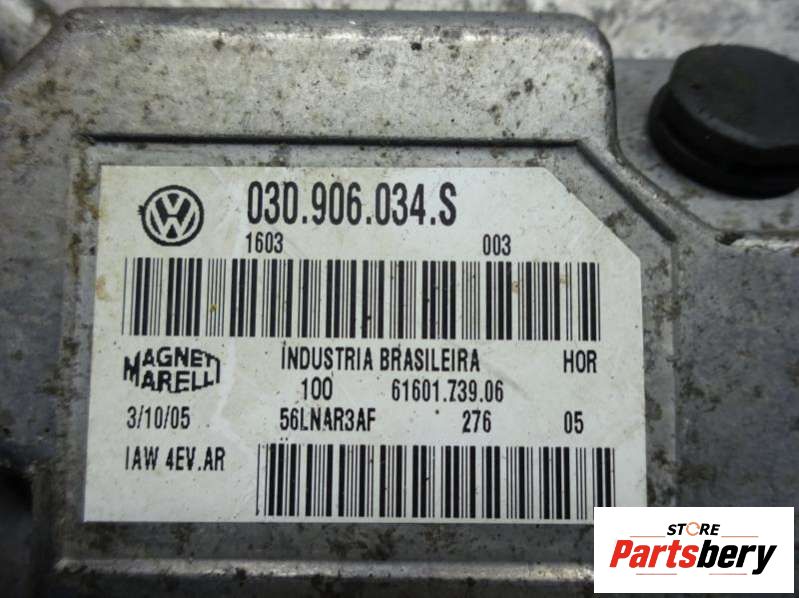 030.906.034.S
1603 003
MAGNETI MARELLI
INDUSTRIA BRASILEIRA HOR
100 61601.739.06
3/10/05 56LNAR3AF 276 05
IAW 4EV.AR
STORE
Partsbery